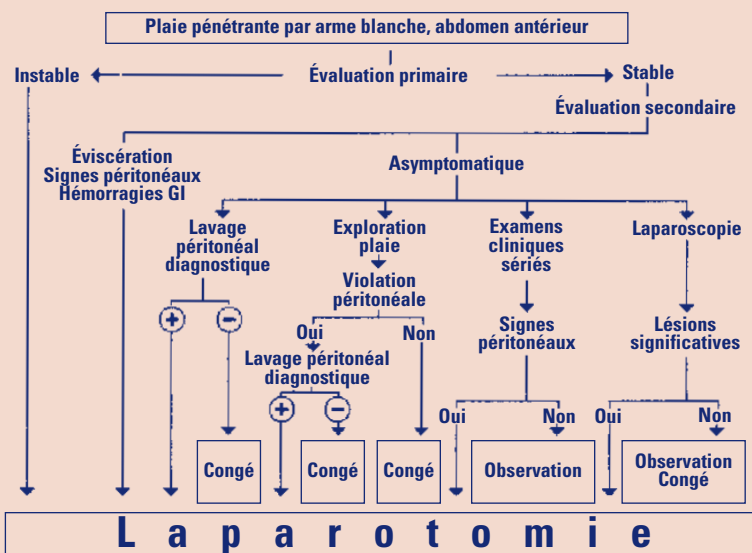 Plaie pénétrante par arme blanche, abdomen antérieur
Instable
Évaluation primaire
Stable
Évaluation secondaire
Éviscération
Signes péritonéaux
Hémorragies GI
Asymptomatique
Lavage
péritonéal
diagnostique
Exploration
plaie
Examens
cliniques
sériés
Laparoscopie
Violation
péritonéale
+
−
Oui
Non
Signes
péritonéaux
Lésions
significatives
Lavage péritonéal
diagnostique
+
−
Oui
Non
Oui
Non
Congé
Congé
Congé
Observation
Observation
Congé
Laparotomie